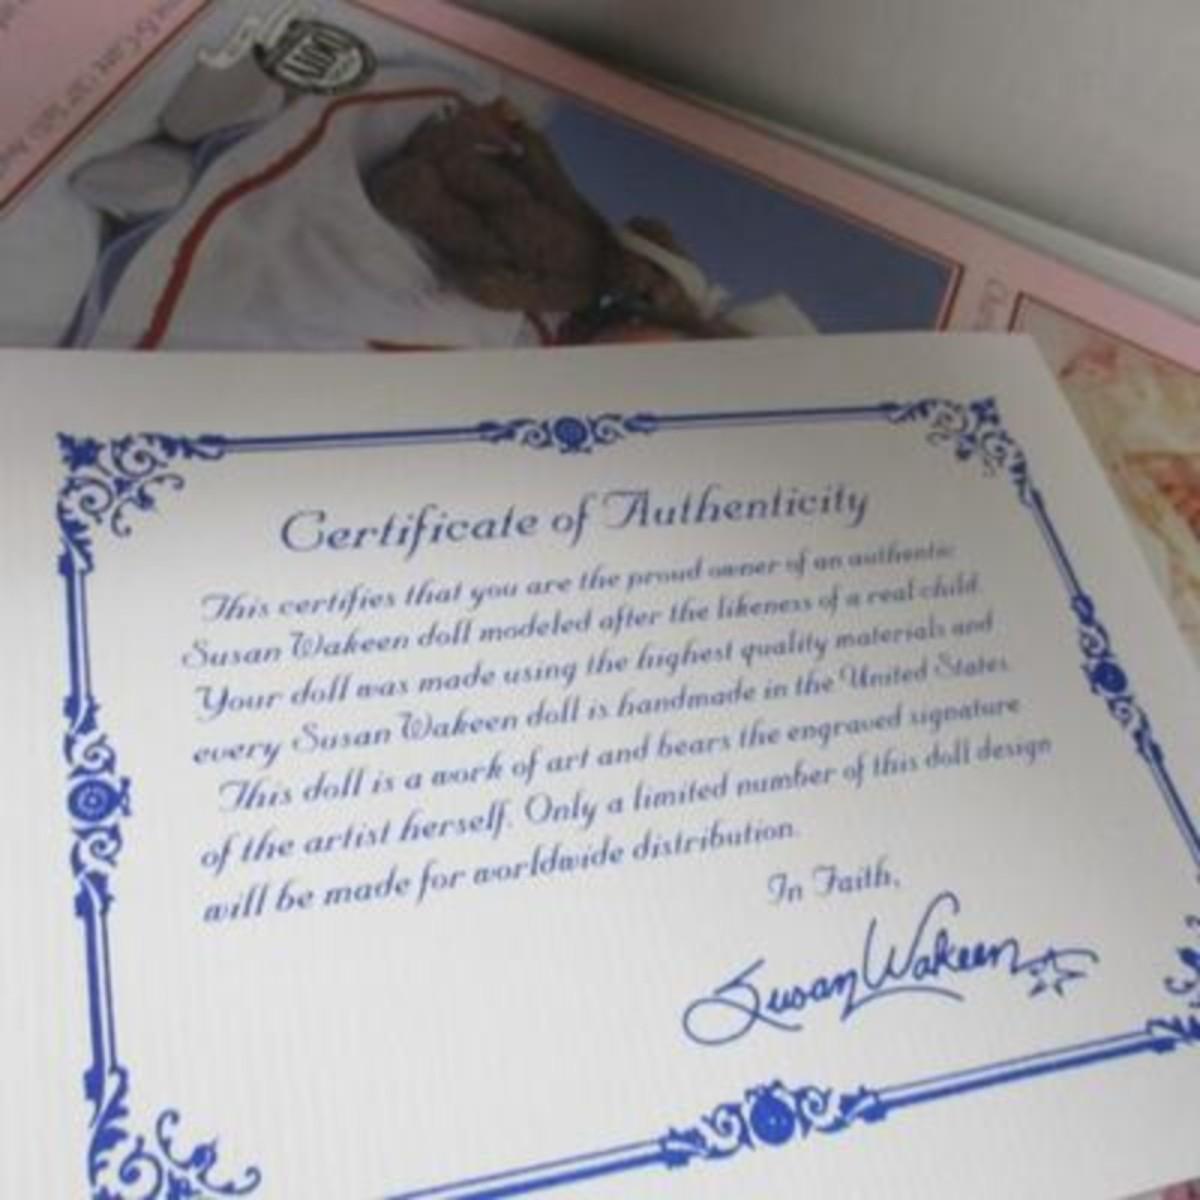 Certificate of Authenticity
This certifies that you are the proud owner of an authentic
Susan Wakeen doll modeled after the likeness of a real child.
Your doll was made using the highest quality materials and
every Susan Wakeen doll is handmade in the United States.
This doll is a work of art and bears the engraved signature
of the artist herself. Only a limited number of this doll design
will be made for worldwide distribution.
In Faith,
Susan Wakeen